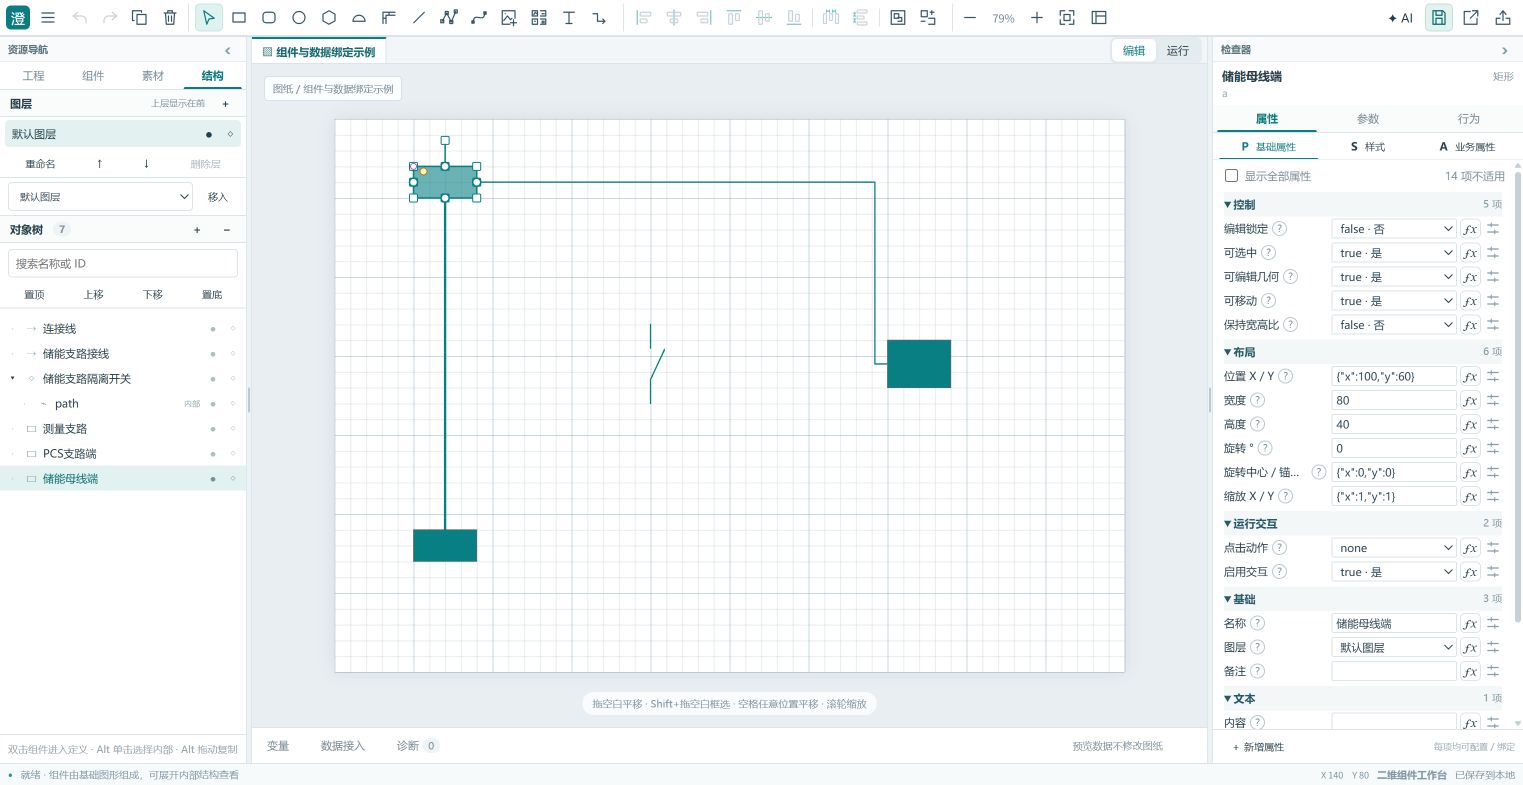 澄
79%
AI
资源导航
组件与数据绑定示例
编辑 运行
检查器
工程 组件 素材 结构
图层 上层显示在前 +
默认图层
重命名 ↑ ↓ 删除层
默认图层 移入
对象树 7 + −
搜索名称或 ID
置顶 上移 下移 置底
连接线
储能支路接线
储能支路隔离开关
path 内部
测量支路
PCS支路端
储能母线端
双击组件进入定义 · Alt 单击选择内部 · Alt 拖动复制
图纸 / 组件与数据绑定示例
拖空白平移 · Shift+拖空白框选 · 空格任意位置平移 · 滚轮缩放
变量 数据接入 诊断 0 预览数据不修改图纸
储能母线端 矩形
a
属性 参数 行为
P 基础属性 S 样式 A 业务属性
显示全部属性 14 项不适用
控制 5 项
编辑锁定 ? false · 否 ƒx
可选中 ? true · 是 ƒx
可编辑几何 ? true · 是 ƒx
可移动 ? true · 是 ƒx
保持宽高比 ? false · 否 ƒx
布局 6 项
位置 X / Y ? {"x":100,"y":60} ƒx
宽度 ? 80 ƒx
高度 ? 40 ƒx
旋转 ° ? 0 ƒx
旋转中心 / 锚... ? {"x":0,"y":0} ƒx
缩放 X / Y ? {"x":1,"y":1} ƒx
运行交互 2 项
点击动作 ? none ƒx
启用交互 ? true · 是 ƒx
基础 3 项
名称 ? 储能母线端 ƒx
图层 ? 默认图层 ƒx
备注 ? ƒx
文本 1 项
内容 ? ƒx
+ 新增属性 每项均可配置 / 绑定
就绪 · 组件由基础图形组成，可展开内部结构查看
X 140 Y 80 二维组件工作台 已保存到本地